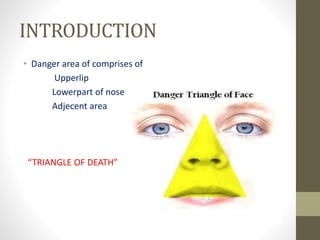 INTRODUCTION
• Danger area of comprises of
Upperlip
Lowerpart of nose
Adjecent area
Danger Triangle of Face
“TRIANGLE OF DEATH”